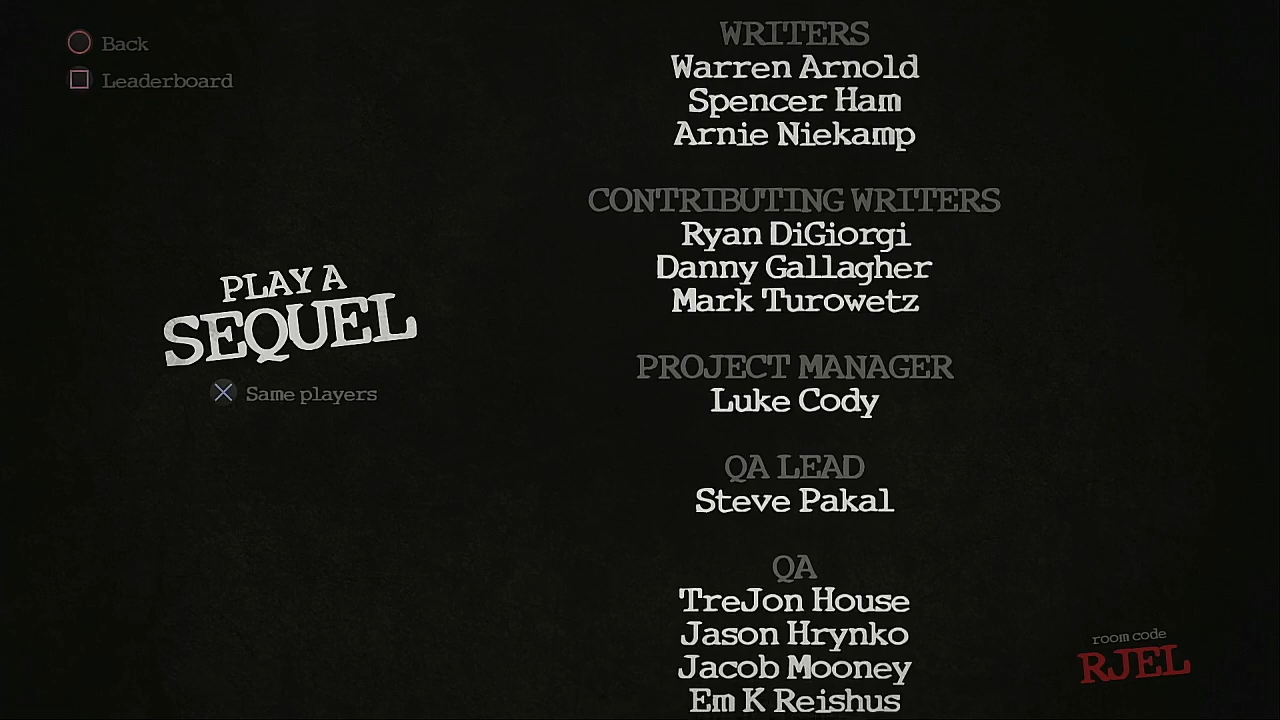 Back
Leaderboard
PLAY A
SEQUEL
Same players
WRITERS
Warren Arnold
Spencer Ham
Arnie Niekamp
CONTRIBUTING WRITERS
Ryan DiGiorgi
Danny Gallagher
Mark Turowetz
PROJECT MANAGER
Luke Cody
QA LEAD
Steve Pakal
QA
TreJon House
Jason Hrynko
Jacob Mooney
Em K Reishus
room code
RJEL